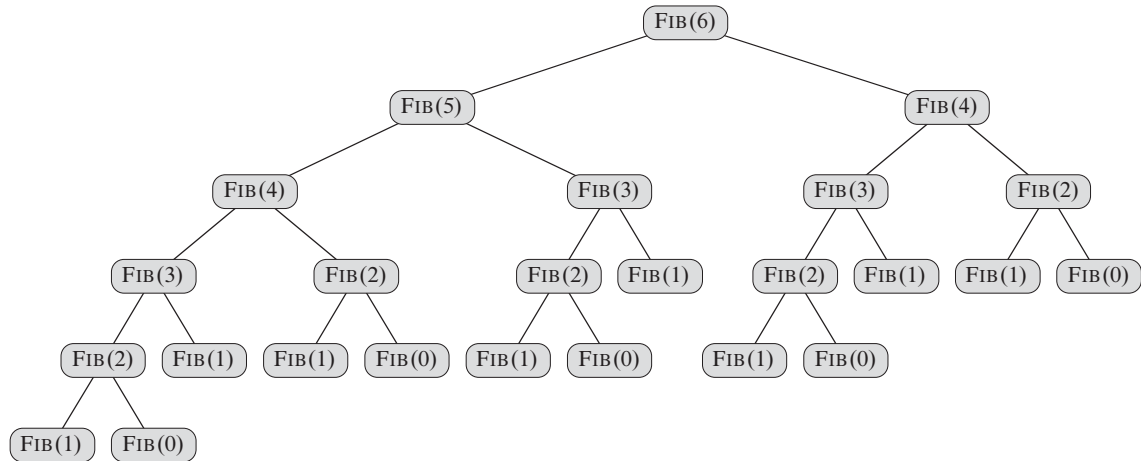 FIB(6)
FIB(5) FIB(4)
FIB(4) FIB(3) FIB(3) FIB(2)
FIB(3) FIB(2) FIB(2) FIB(1) FIB(2) FIB(1) FIB(1) FIB(0)
FIB(2) FIB(1) FIB(1) FIB(0) FIB(1) FIB(0) FIB(1) FIB(0)
FIB(1) FIB(0)